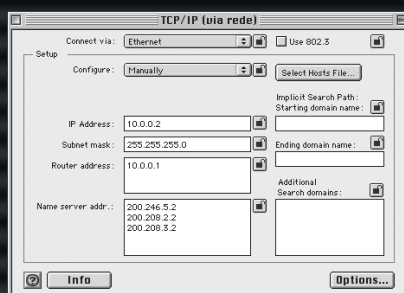 TCP/IP (via rede)
Connect via: Ethernet
Use 802.3
Setup
Configure: Manually
Select Hosts File...
Implicit Search Path:
Starting domain name:
IP Address: 10.0.0.2
Subnet mask: 255.255.255.0
Ending domain name:
Router address: 10.0.0.1
Additional
Search domains:
Name server addr.: 200.246.5.2
200.208.2.2
200.208.3.2
?
Info
Options...